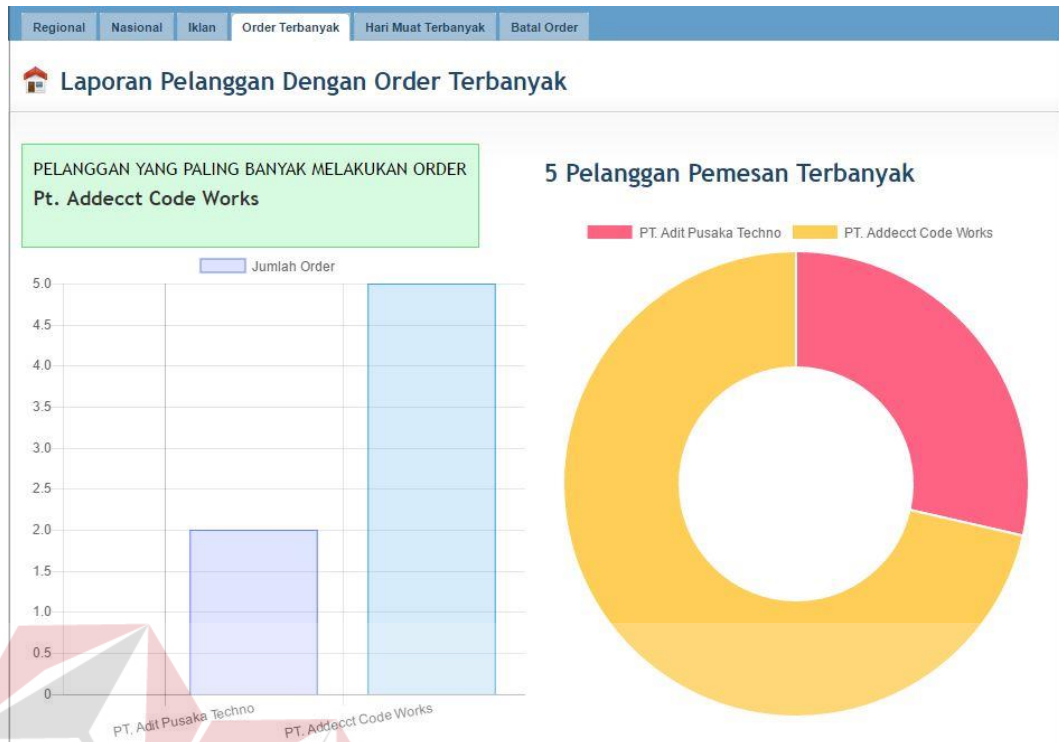 Regional Nasional Iklan Order Terbanyak Hari Muat Terbanyak Batal Order
Laporan Pelanggan Dengan Order Terbanyak
PELANGGAN YANG PALING BANYAK MELAKUKAN ORDER
Pt. Addecct Code Works
Jumlah Order
5.0
4.5
4.0
3.5
3.0
2.5
2.0
1.5
1.0
0.5
0
PT. Adit Pusaka Techno
PT. Addecct Code Works
5 Pelanggan Pemesan Terbanyak
PT. Adit Pusaka Techno PT. Addecct Code Works